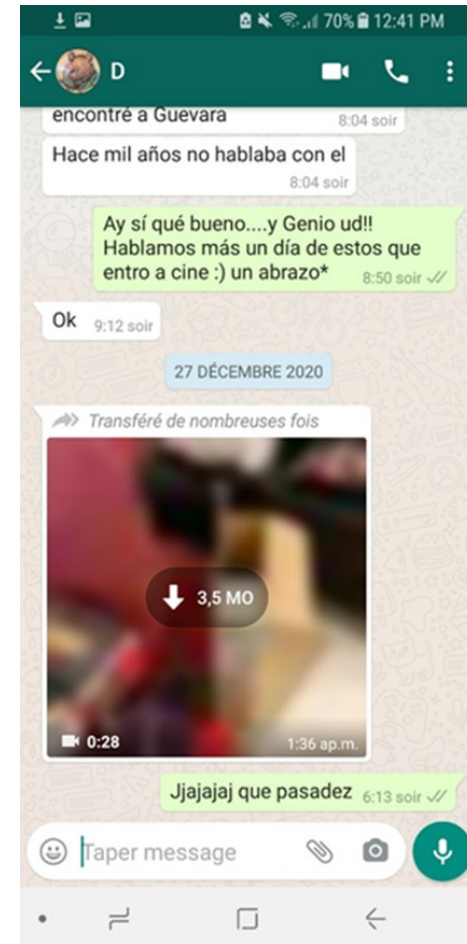 70% 12:41 PM
D
encontré a Guevara 8:04 soir
Hace mil años no hablaba con el
8:04 soir
Ay sí qué bueno....y Genio ud!!
Hablamos más un día de estos que
entro a cine :) un abrazo* 8:50 soir
Ok 9:12 soir
27 DÉCEMBRE 2020
Transféré de nombreuses fois
3,5 MO
0:28 1:36 ap.m.
Jjajajaj que pasadez 6:13 soir
Taper message